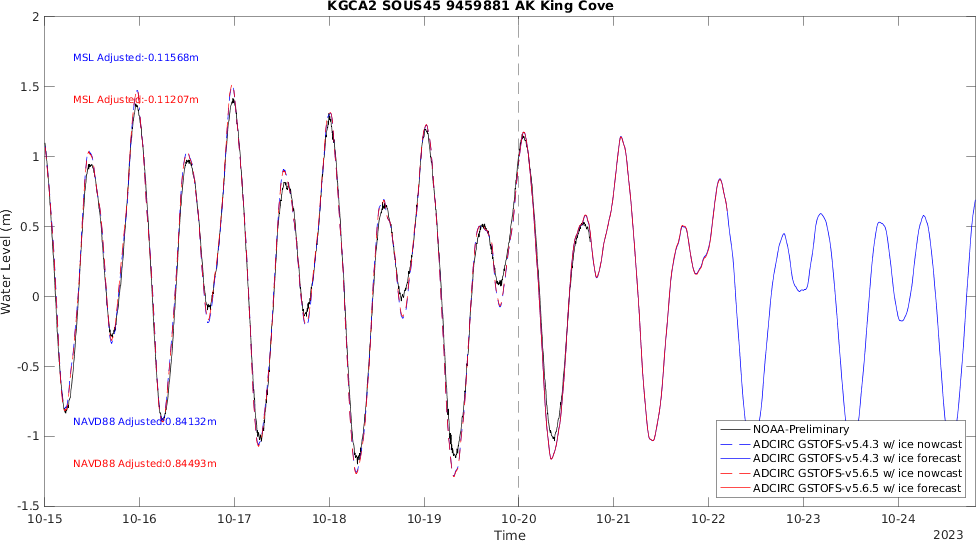 KGCA2 SOUS45 9459881 AK King Cove
2
1.5
1
0.5
0
-0.5
-1
-1.5
Water Level (m)
MSL Adjusted:-0.11568m
MSL Adjusted:-0.11207m
NAVD88 Adjusted:0.84132m
NAVD88 Adjusted:0.84493m
NOAA-Preliminary
ADCIRC GSTOFS-v5.4.3 w/ ice nowcast
ADCIRC GSTOFS-v5.4.3 w/ ice forecast
ADCIRC GSTOFS-v5.6.5 w/ ice nowcast
ADCIRC GSTOFS-v5.6.5 w/ ice forecast
10-15 10-16 10-17 10-18 10-19 10-20 10-21 10-22 10-23 10-24
Time
2023